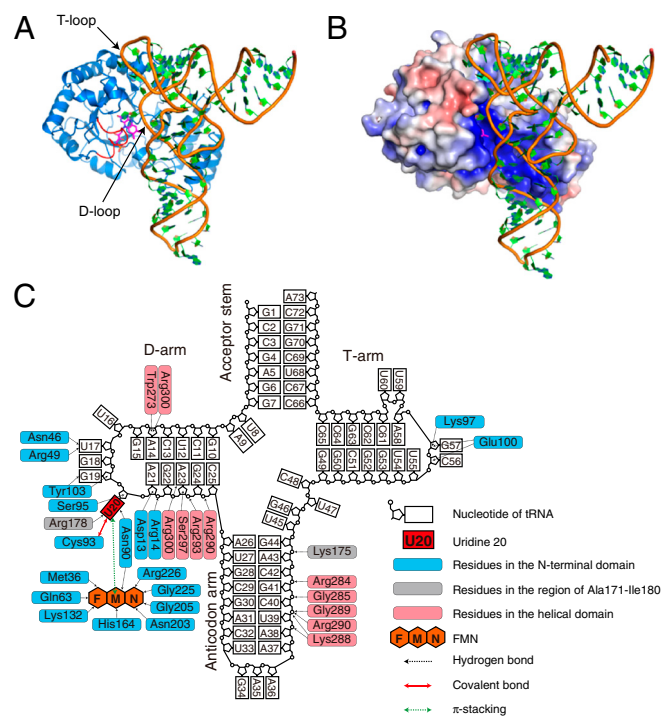 A
T-loop
D-loop
B
C
Acceptor stem
D-arm
T-arm
Anticodon arm
A73
G1 C72
C2 G71
C3 G70
G4 C69
A5 U68
G6 C67
G7 C66
U8
A9
Trp273
Arg300
U16
U17
G18
G19
U20
G15
A14
C13
C11
U12
G10
A21
G22
A23
G24
C25
Asn46
Arg49
Tyr103
Ser95
Arg178
Cys93
Asn90
Asp13
Arg14
Arg300
Ser297
Arg293
Arg290
Met36
Gln63
Lys132
His164
Asn203
Gly205
Gly225
Arg226
F M N
A26 G44
U27 A43
G28 C42
C29 G41
G30 C40
A31 U39
C32 A38
U33 A37
G34
A35
A36
Lys175
Arg284
Gly285
Gly289
Arg290
Lys288
U45
G46
U47
C48
C65
C64
G63
C62
C61
A58
G49
G50
C51
G52
G53
U54
U55
U60
U59
G57
C56
Lys97
Glu100
Nucleotide of tRNA
U20 Uridine 20
Residues in the N-terminal domain
Residues in the region of Ala171-Ile180
Residues in the helical domain
F M N FMN
Hydrogen bond
Covalent bond
π-stacking